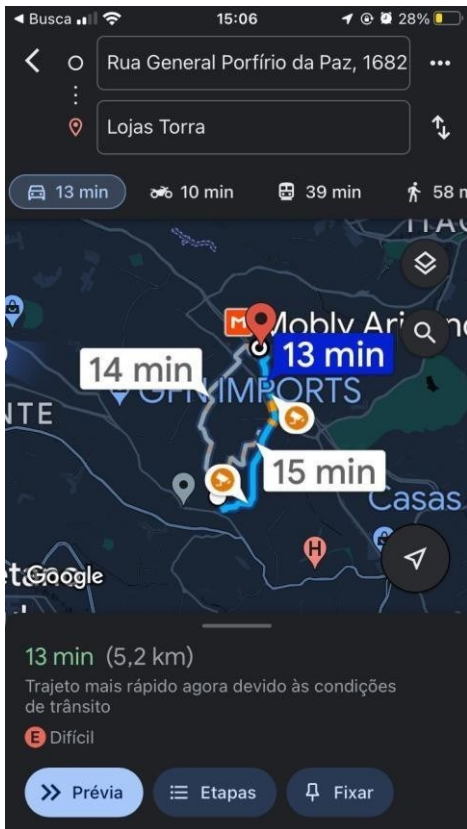 Busca
15:06
28%
Rua General Porfírio da Paz, 1682
Lojas Torra
13 min
10 min
39 min
58 m
Mobly
13 min
14 min
IMPORTS
15 min
Casas
H
Google
13 min (5,2 km)
Trajeto mais rápido agora devido às condições
de trânsito
E Difícil
Prévia
Etapas
Fixar